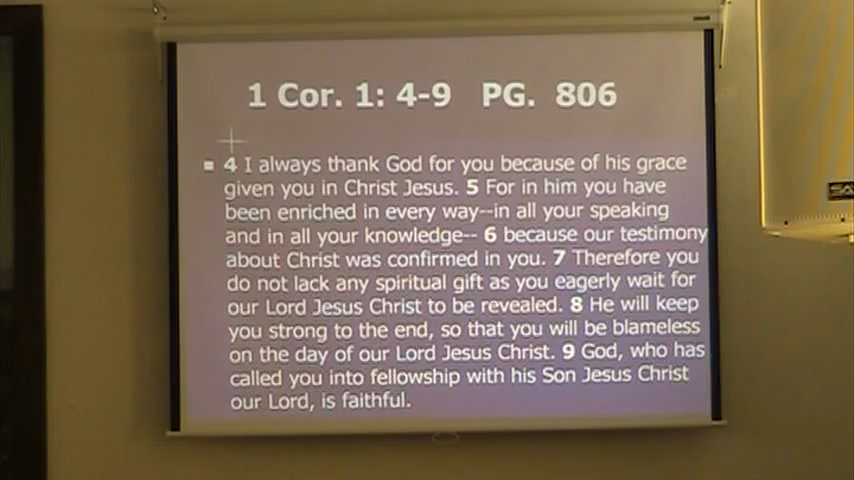 1 Cor. 1: 4-9 PG. 806
4 I always thank God for you because of his grace
given you in Christ Jesus. 5 For in him you have
been enriched in every way--in all your speaking
and in all your knowledge-- 6 because our testimony
about Christ was confirmed in you. 7 Therefore you
do not lack any spiritual gift as you eagerly wait for
our Lord Jesus Christ to be revealed. 8 He will keep
you strong to the end, so that you will be blameless
on the day of our Lord Jesus Christ. 9 God, who has
called you into fellowship with his Son Jesus Christ
our Lord, is faithful.